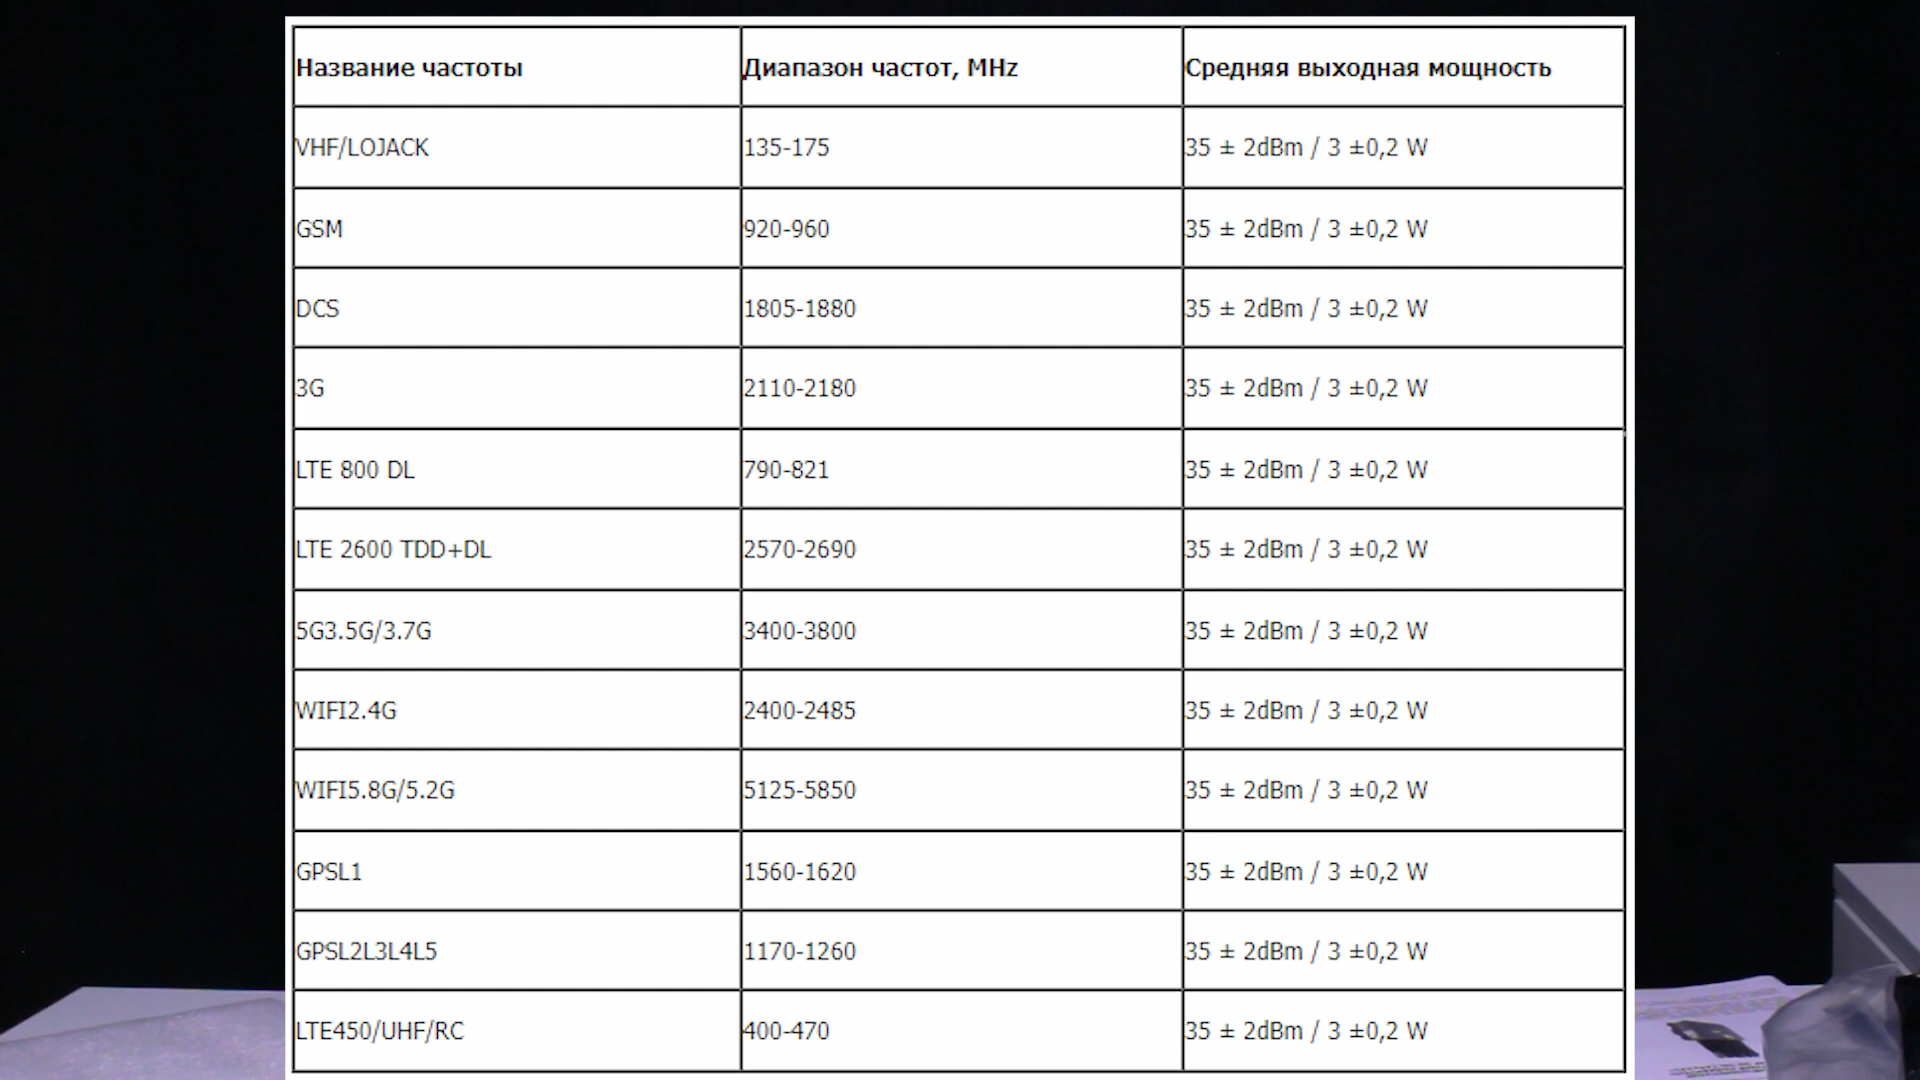 Название частоты Диапазон частот, MHz Средняя выходная мощность
VHF/LOJACK 135-175 35 ± 2dBm / 3 ±0,2 W
GSM 920-960 35 ± 2dBm / 3 ±0,2 W
DCS 1805-1880 35 ± 2dBm / 3 ±0,2 W
3G 2110-2180 35 ± 2dBm / 3 ±0,2 W
LTE 800 DL 790-821 35 ± 2dBm / 3 ±0,2 W
LTE 2600 TDD+DL 2570-2690 35 ± 2dBm / 3 ±0,2 W
5G3.5G/3.7G 3400-3800 35 ± 2dBm / 3 ±0,2 W
WIFI2.4G 2400-2485 35 ± 2dBm / 3 ±0,2 W
WIFI5.8G/5.2G 5125-5850 35 ± 2dBm / 3 ±0,2 W
GPSL1 1560-1620 35 ± 2dBm / 3 ±0,2 W
GPSL2L3L4L5 1170-1260 35 ± 2dBm / 3 ±0,2 W
LTE450/UHF/RC 400-470 35 ± 2dBm / 3 ±0,2 W